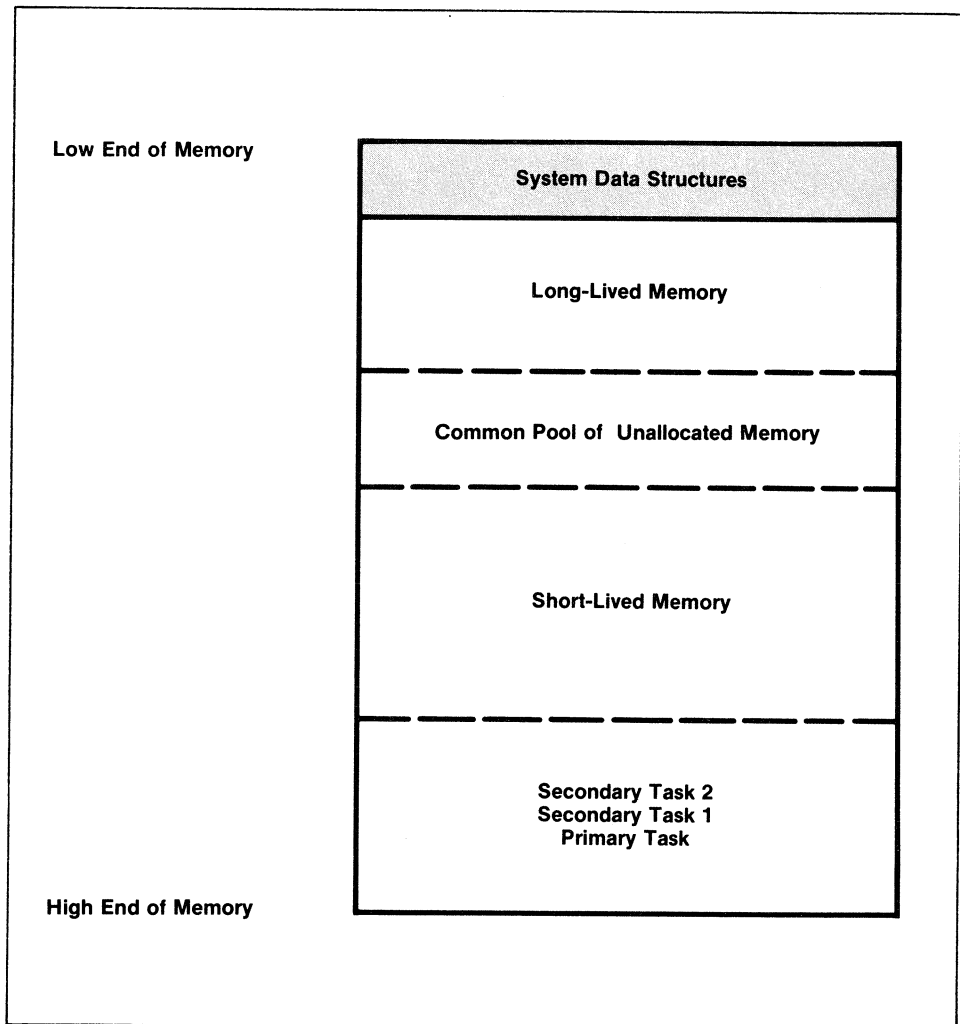 Low End of Memory
System Data Structures
Long-Lived Memory
Common Pool of Unallocated Memory
Short-Lived Memory
Secondary Task 2
Secondary Task 1
Primary Task
High End of Memory